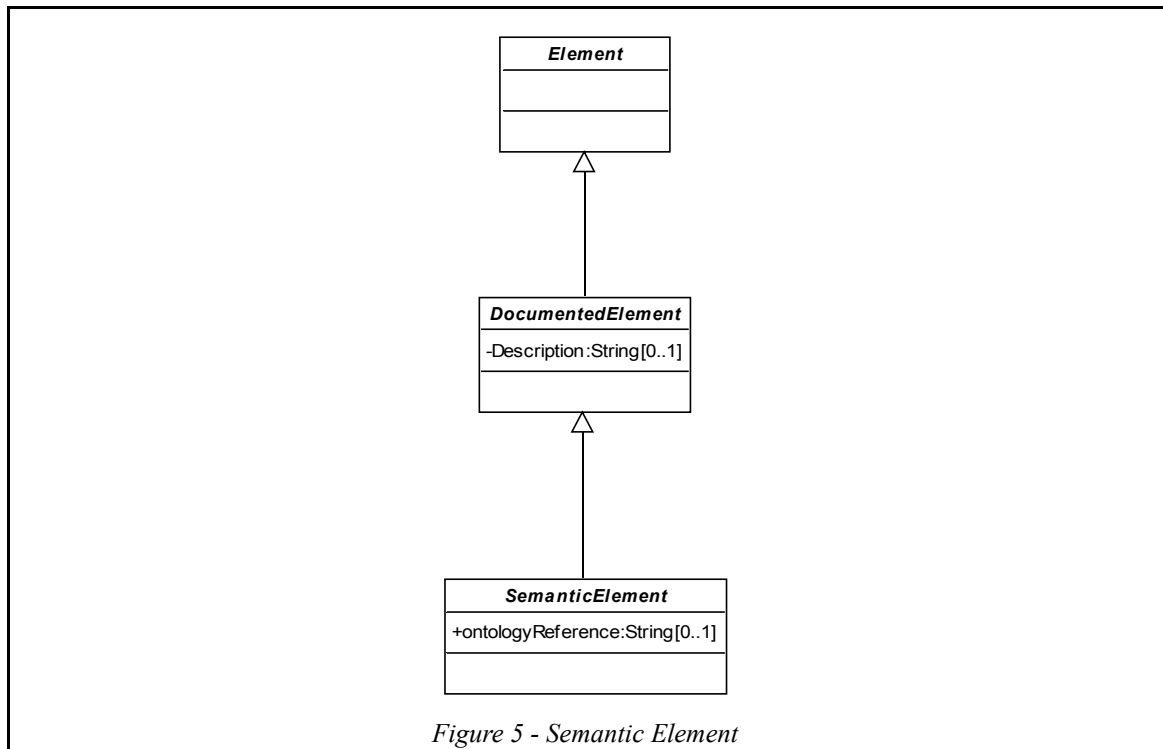 Element
DocumentedElement
-Description:String[0..1]
SemanticElement
+ontologyReference:String[0..1]
Figure 5 - Semantic Element